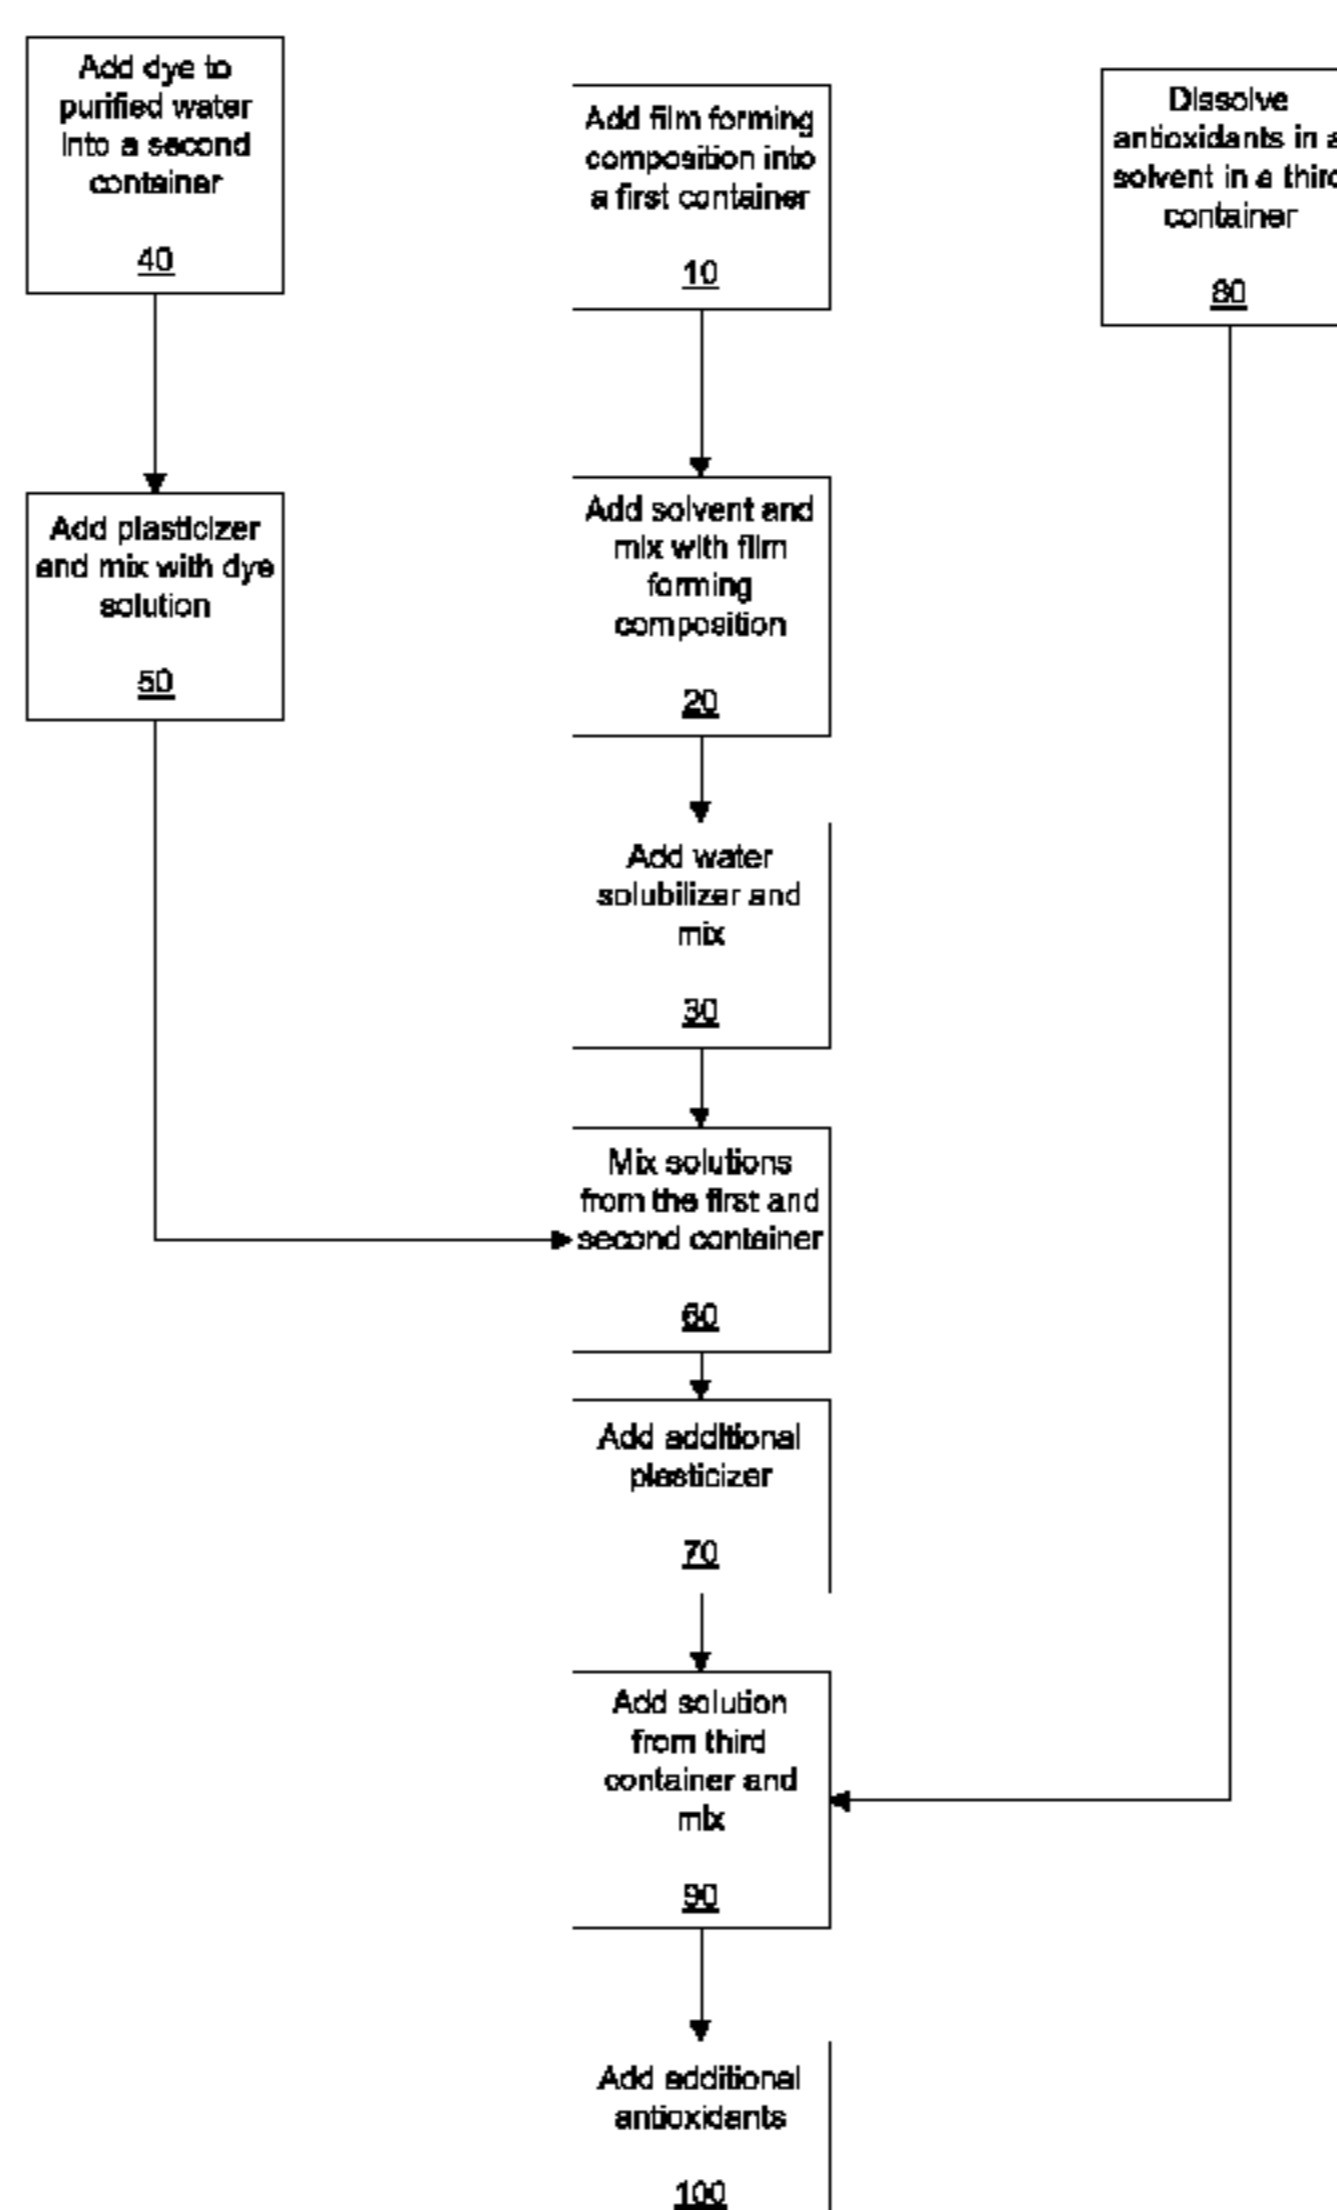 Add dye to
purified water
into a second
container
40
Add film forming
composition into
a first container
10
Dissolve
antioxidants in a
solvent in a third
container
80
Add plasticizer
and mix with dye
solution
50
Add solvent and
mix with film
forming
composition
20
Add water
solubilizer and
mix
30
Mix solutions
from the first and
second container
60
Add additional
plasticizer
70
Add solution
from third
container and
mix
90
Add additional
antioxidants
100